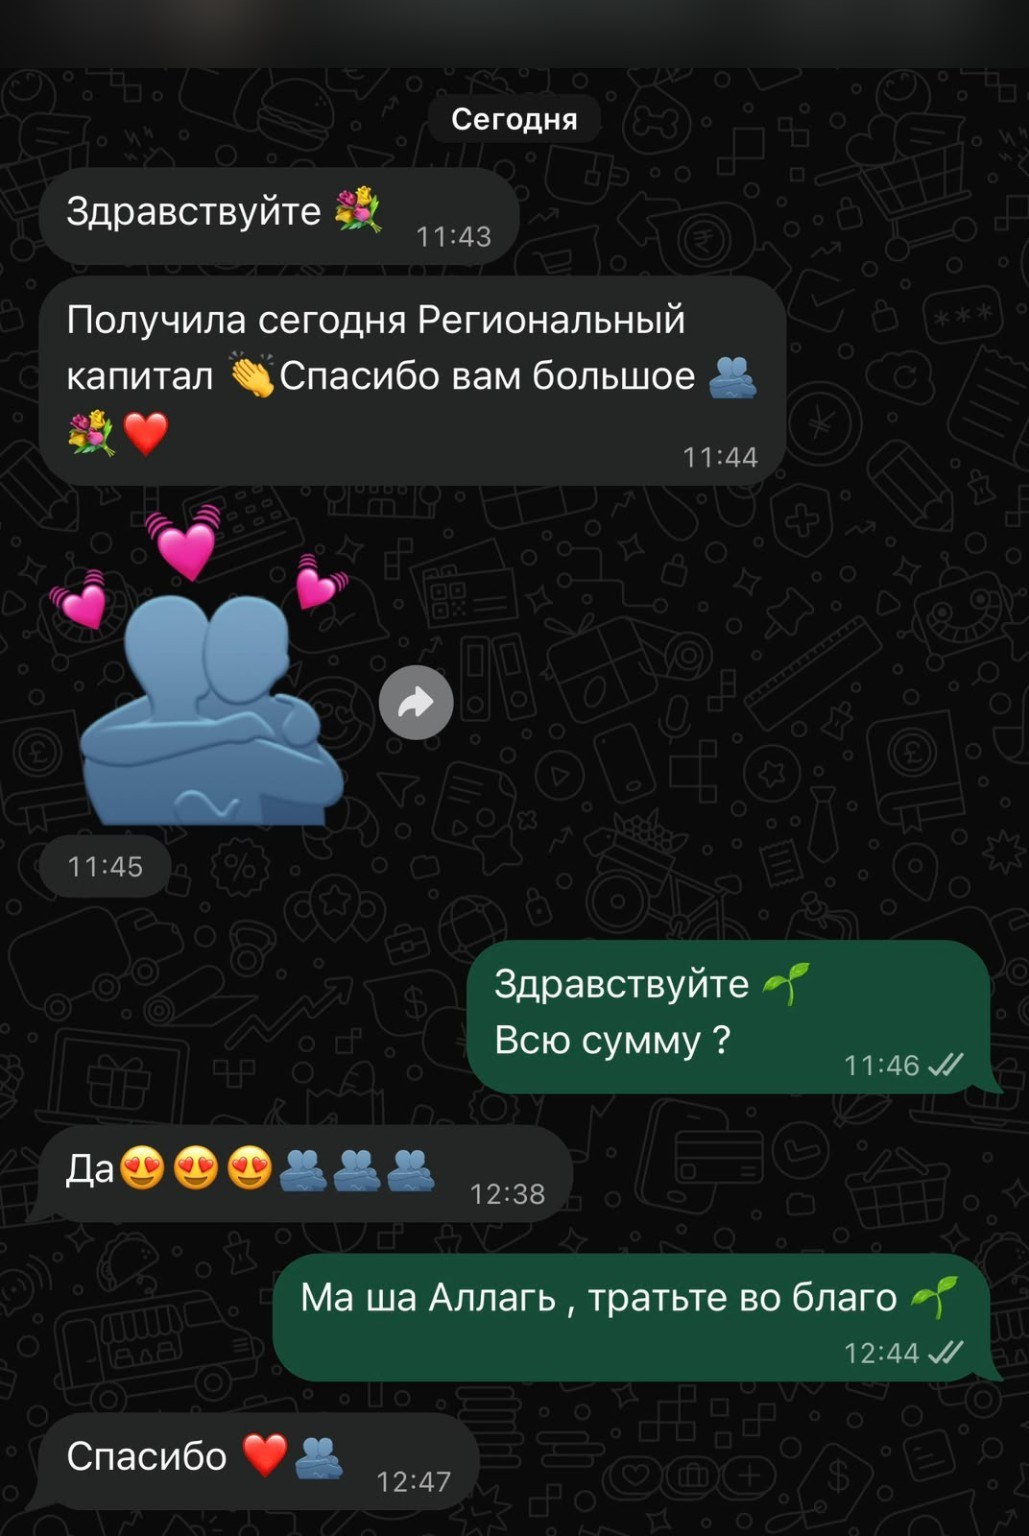 Сегодня
Здравствуйте 💐
11:43
Получила сегодня Региональный
капитал 👏Спасибо вам большое 🫂
💐❤️
11:44
11:45
Здравствуйте 🌱
Всю сумму ?
11:46
Да😍😍😍🫂🫂🫂
12:38
Ма ша Аллагь , тратьте во благо 🌱
12:44
Спасибо ❤️🫂
12:47